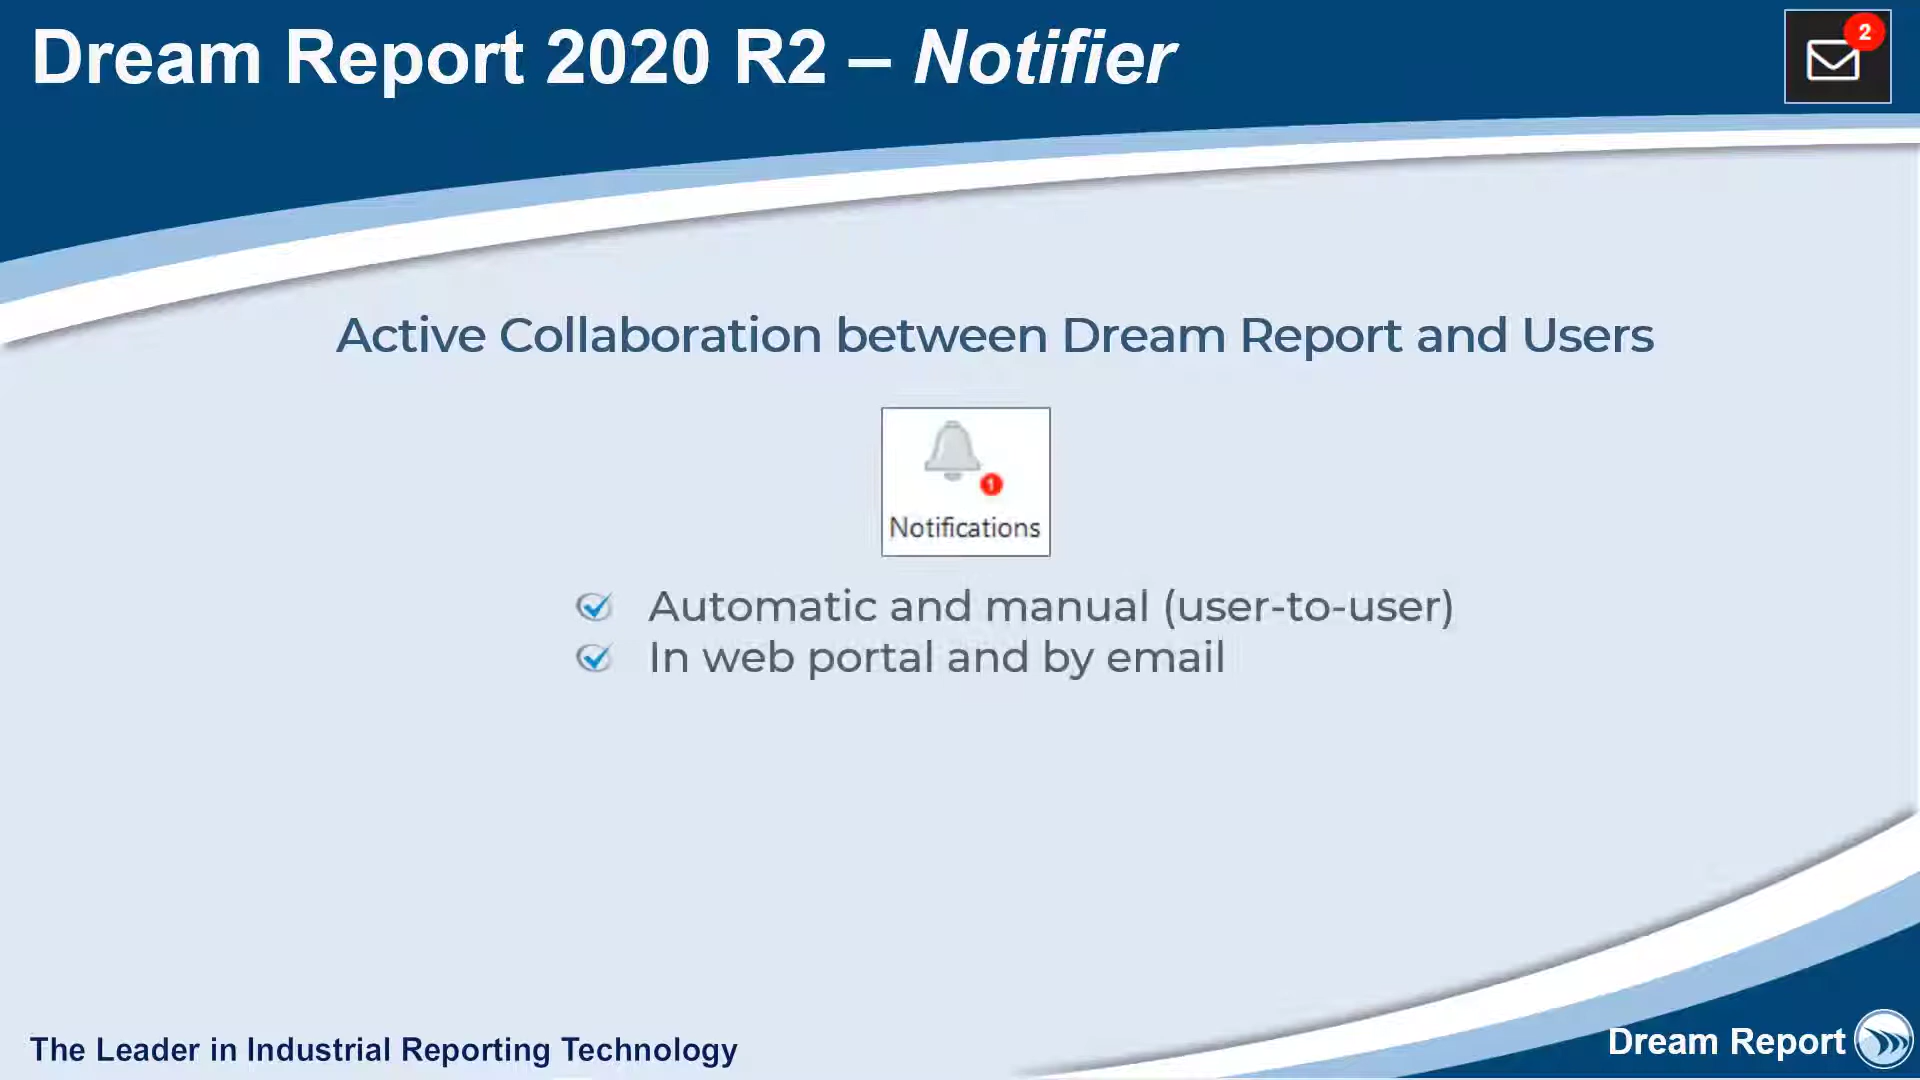 Dream Report 2020 R2 – Notifier
2
Active Collaboration between Dream Report and Users
1
Notifications
Automatic and manual (user-to-user)
In web portal and by email
The Leader in Industrial Reporting Technology
Dream Report